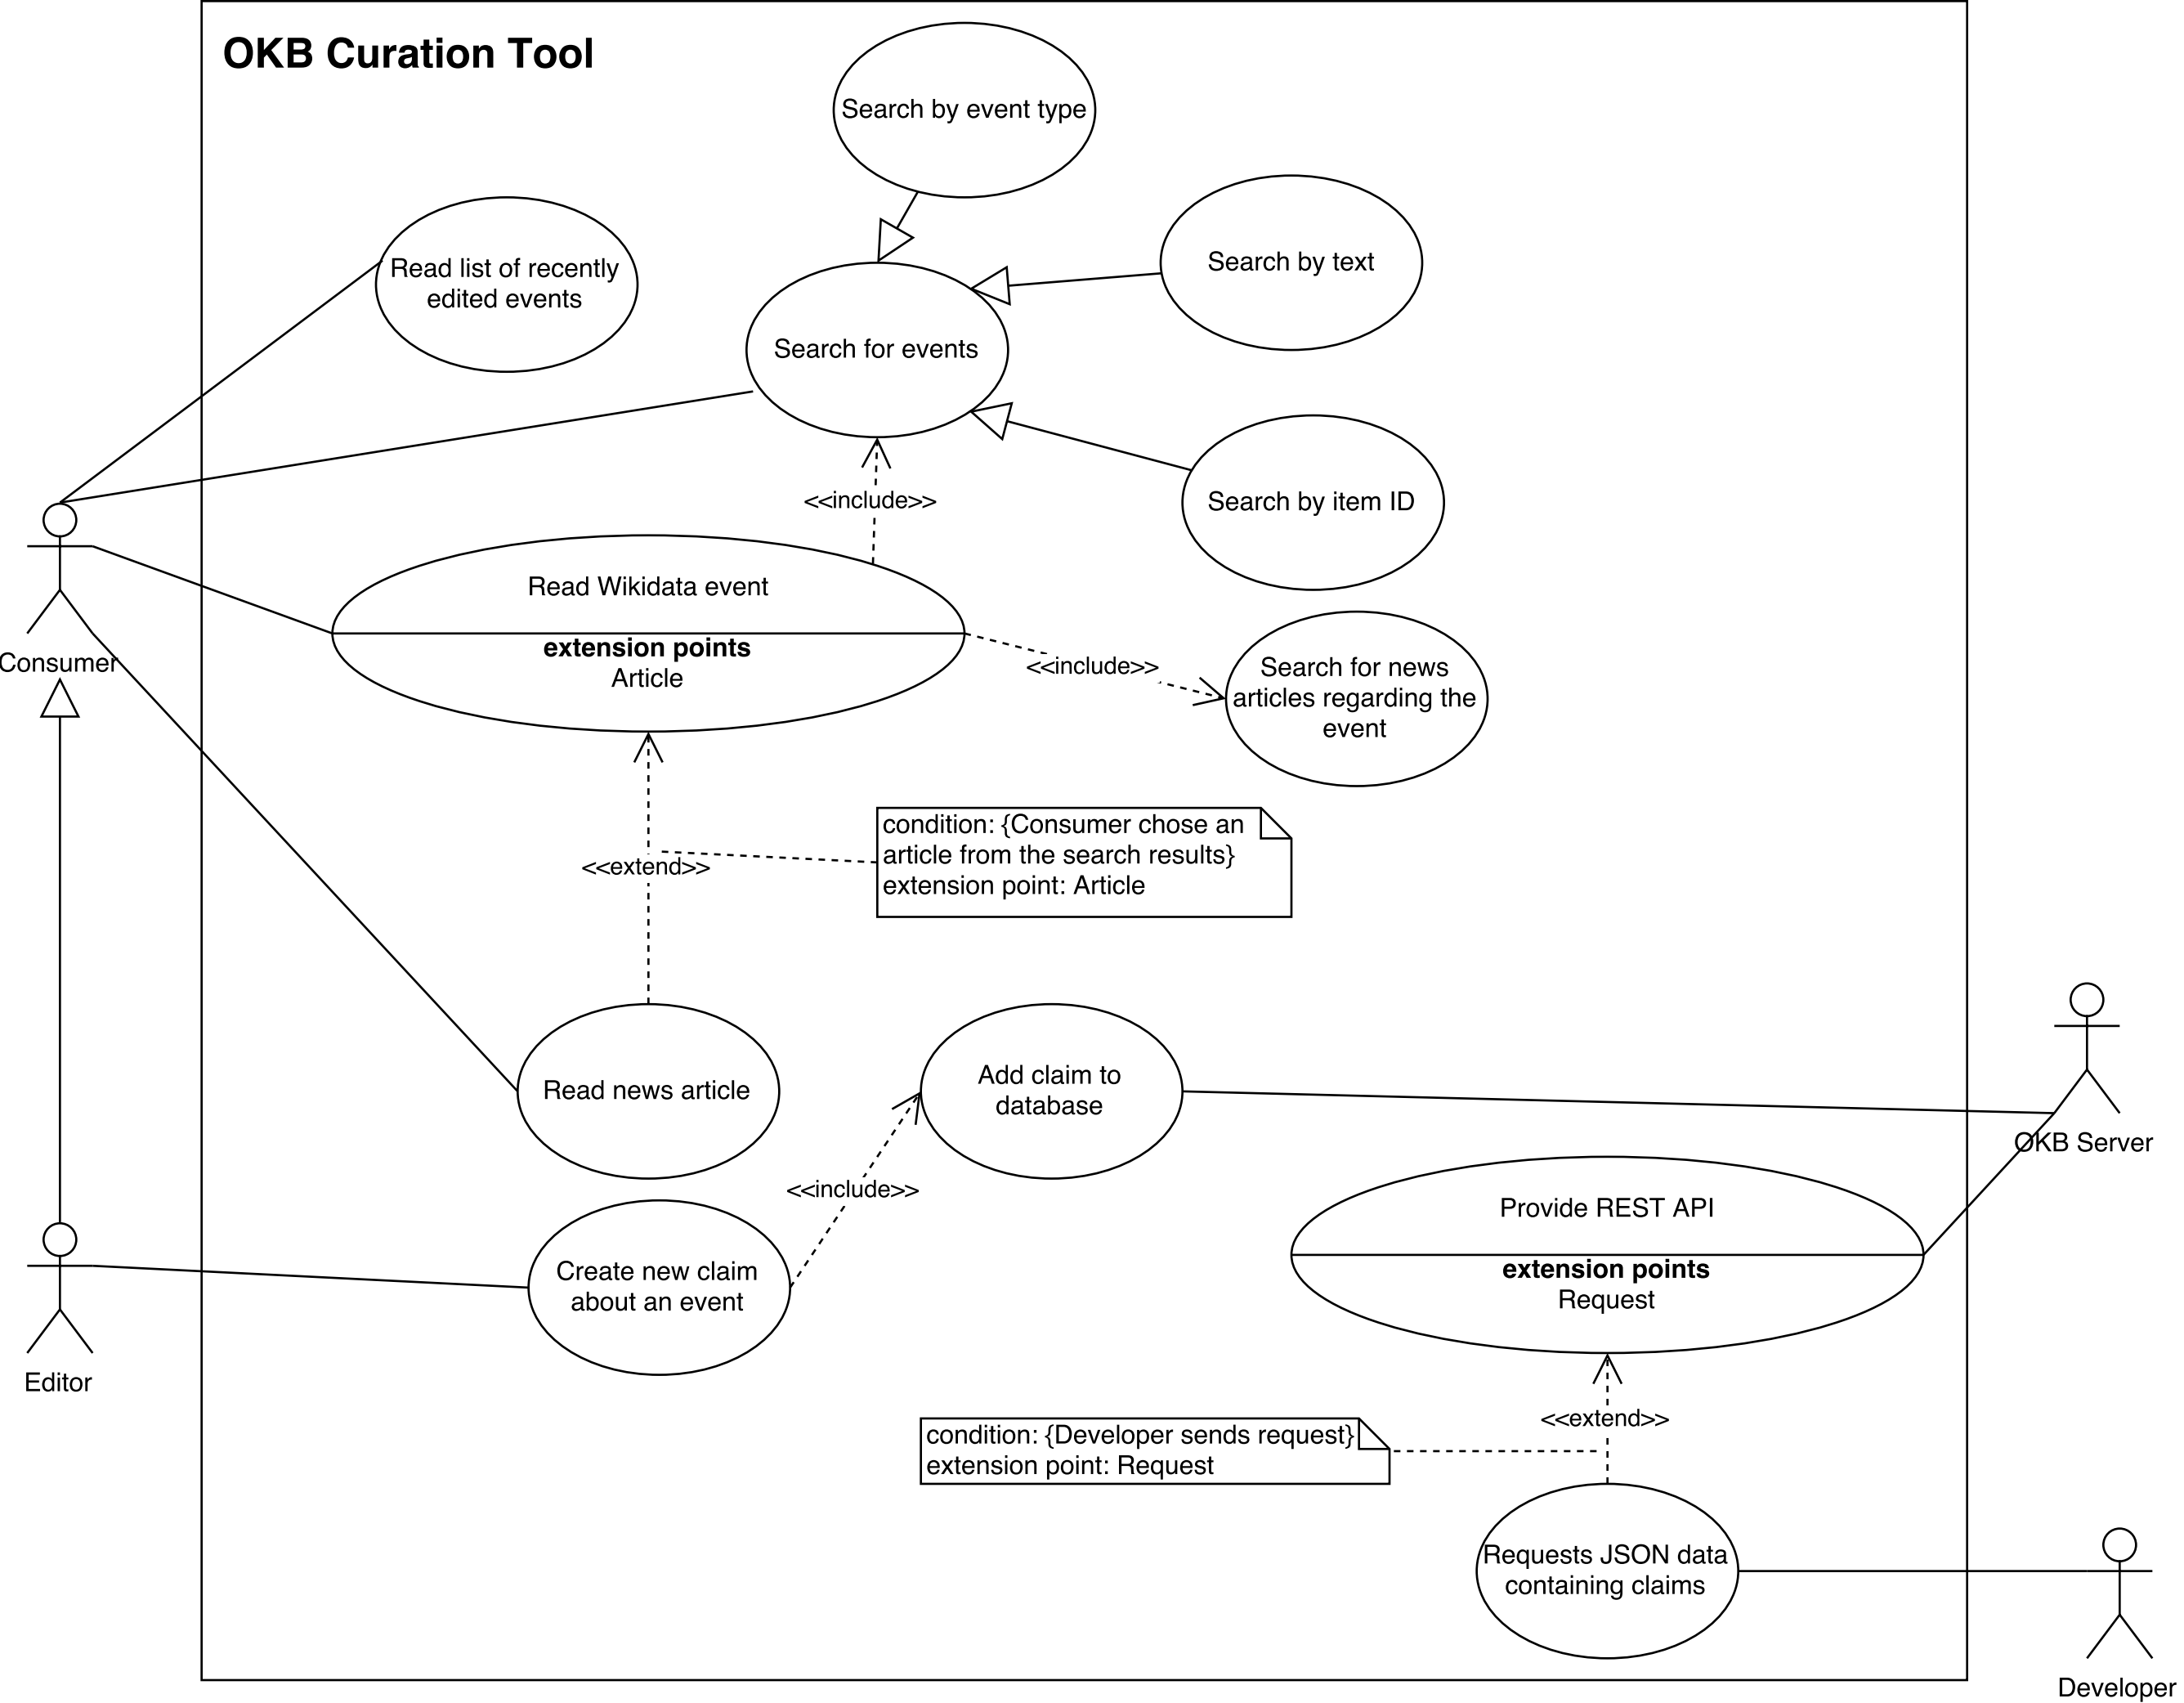 OKB Curation Tool
Search by event type
Search by text
Read list of recently
edited events
Search for events
Search by item ID
<<include>>
Read Wikidata event
extension points
Article
<<include>>
Search for news
articles regarding the
event
Consumer
condition: {Consumer chose an
article from the search results}
extension point: Article
<<extend>>
Read news article
Add claim to
database
OKB Server
<<include>>
Create new claim
about an event
Provide REST API
extension points
Request
Editor
<<extend>>
condition: {Developer sends request}
extension point: Request
Requests JSON data
containing claims
Developer